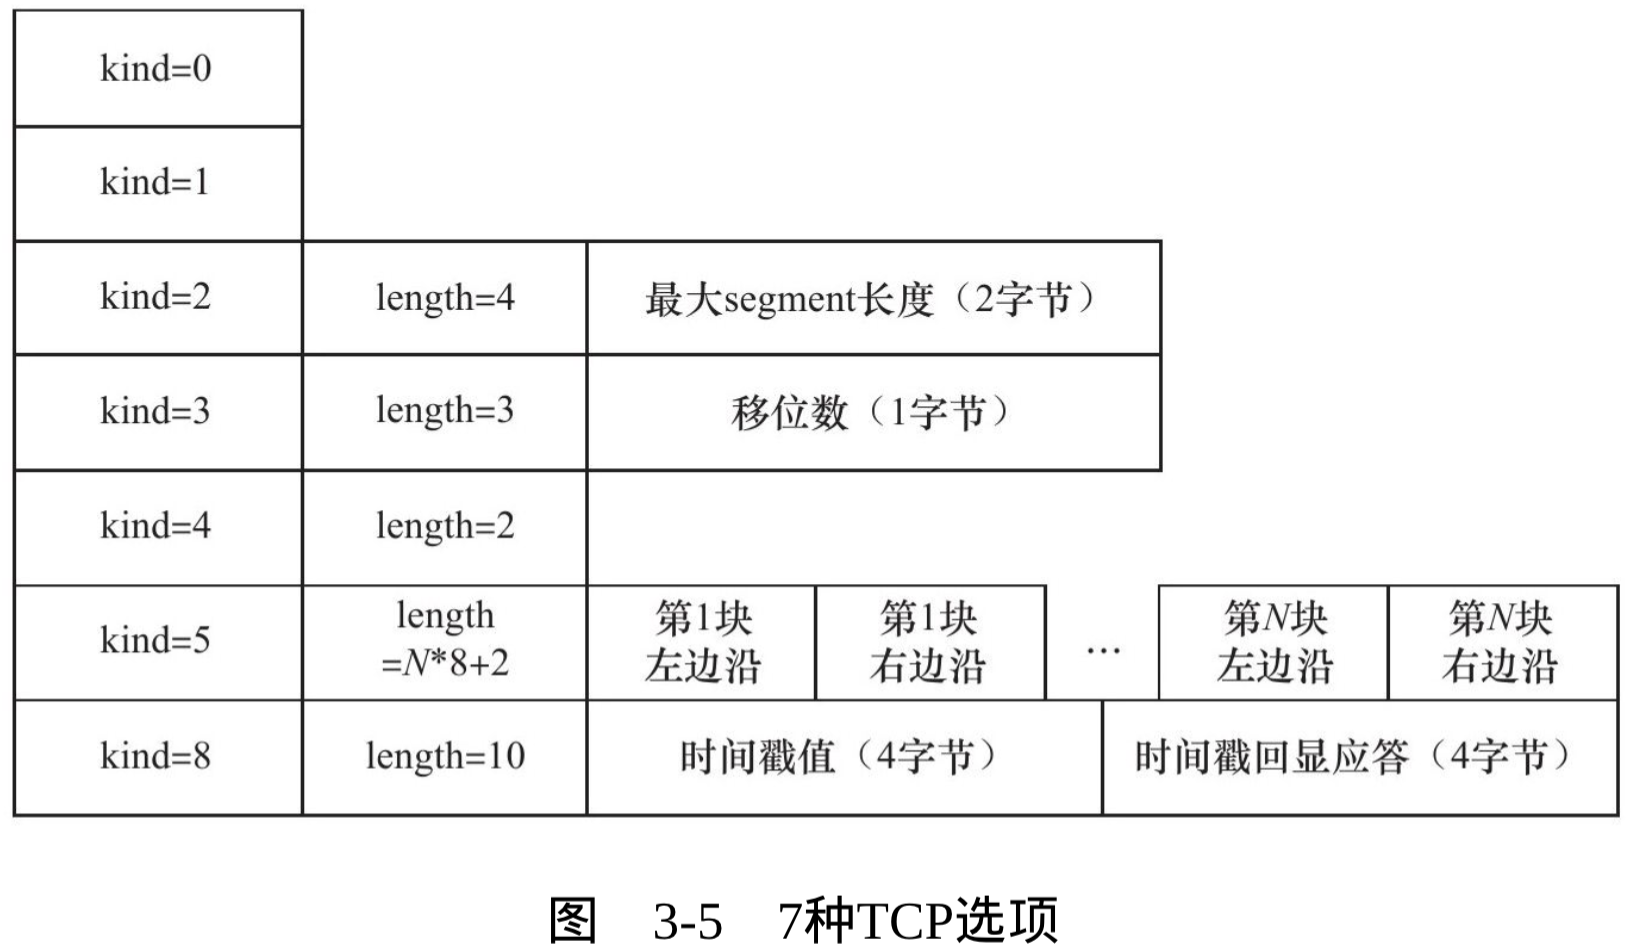 kind=0
kind=1
kind=2 length=4 最大segment长度（2字节）
kind=3 length=3 移位数（1字节）
kind=4 length=2
kind=5
length
=N*8+2
第1块
左边沿
第1块
右边沿
…
第N块
左边沿
第N块
右边沿
kind=8 length=10 时间戳值（4字节） 时间戳回显应答（4字节）
图 3-5 7种TCP选项